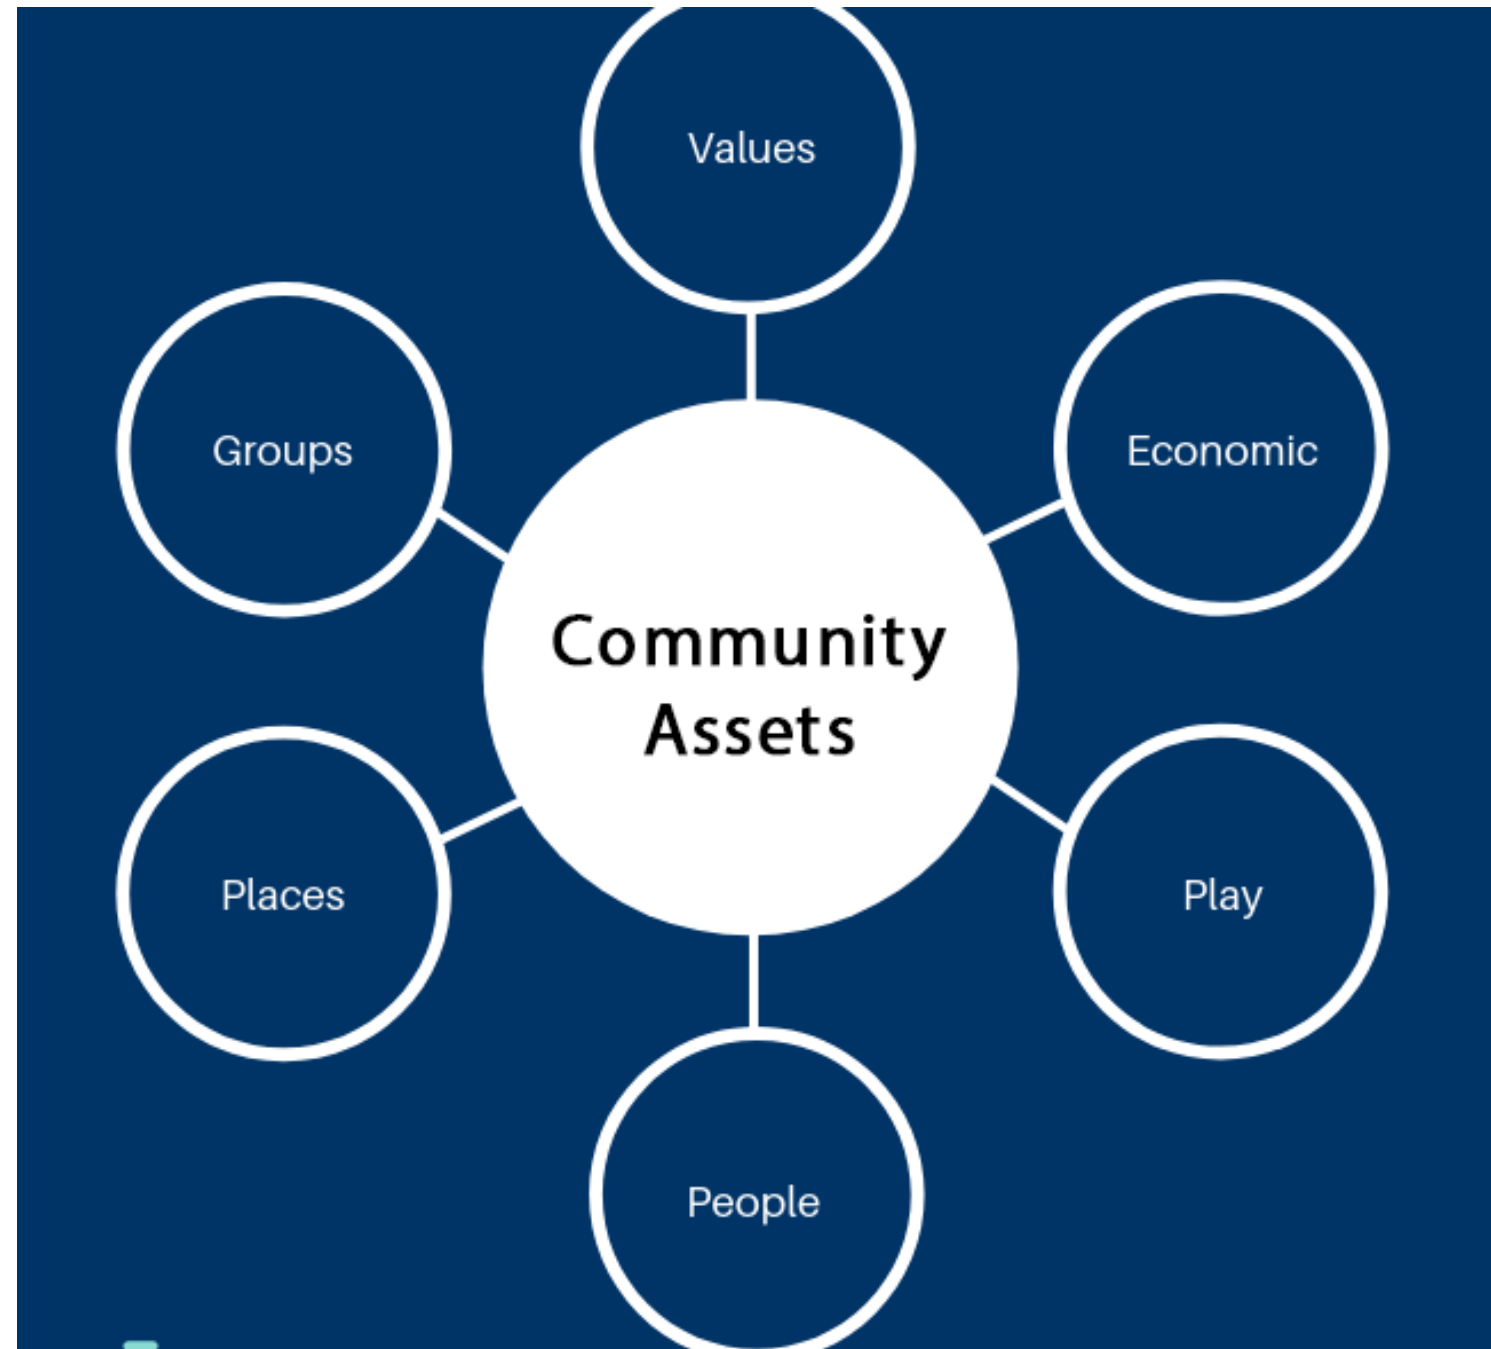 Values
Groups
Economic
Community
Assets
Places
Play
People